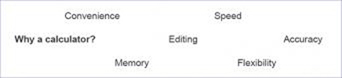 Convenience Speed
Why a calculator? Editing Accuracy
Memory Flexibility